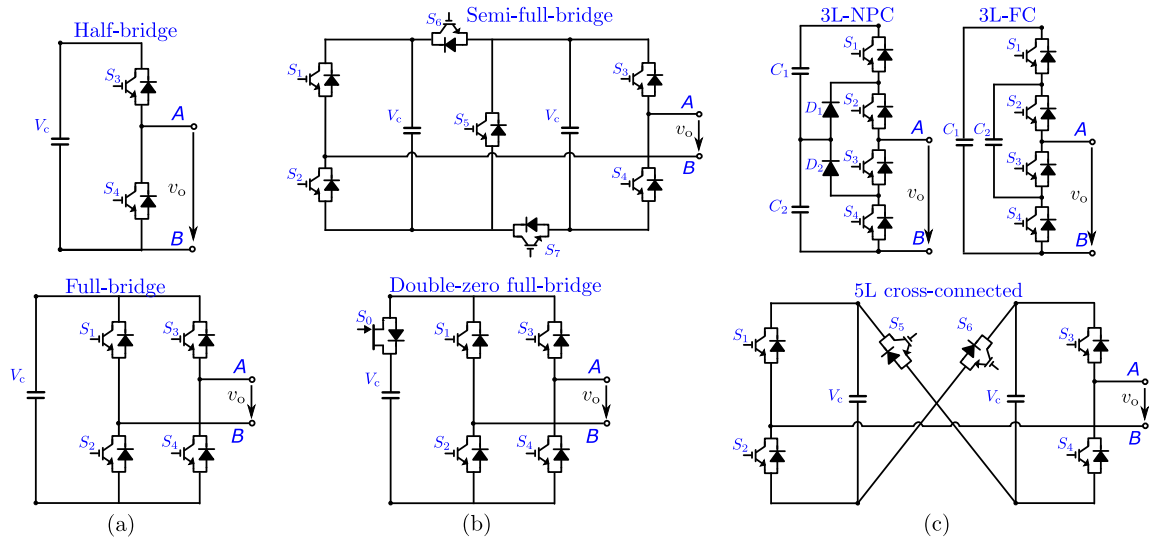 Half-bridge
S3
Vc
A
S4
vo
B
Semi-full-bridge
S6
S1
S3
Vc
S5
Vc
A
vo
B
S2
S4
S7
3L-NPC
S1
C1
D1
S2
A
D2
S3
vo
C2
S4
B
3L-FC
S1
S2
C1
C2
A
S3
vo
S4
B
Full-bridge
S1
S3
Vc
A
vo
B
S2
S4
(a)
Double-zero full-bridge
S0
S1
S3
Vc
A
vo
B
S2
S4
(b)
5L cross-connected
S1
S5
S6
S3
Vc
Vc
A
vo
B
S2
S4
(c)